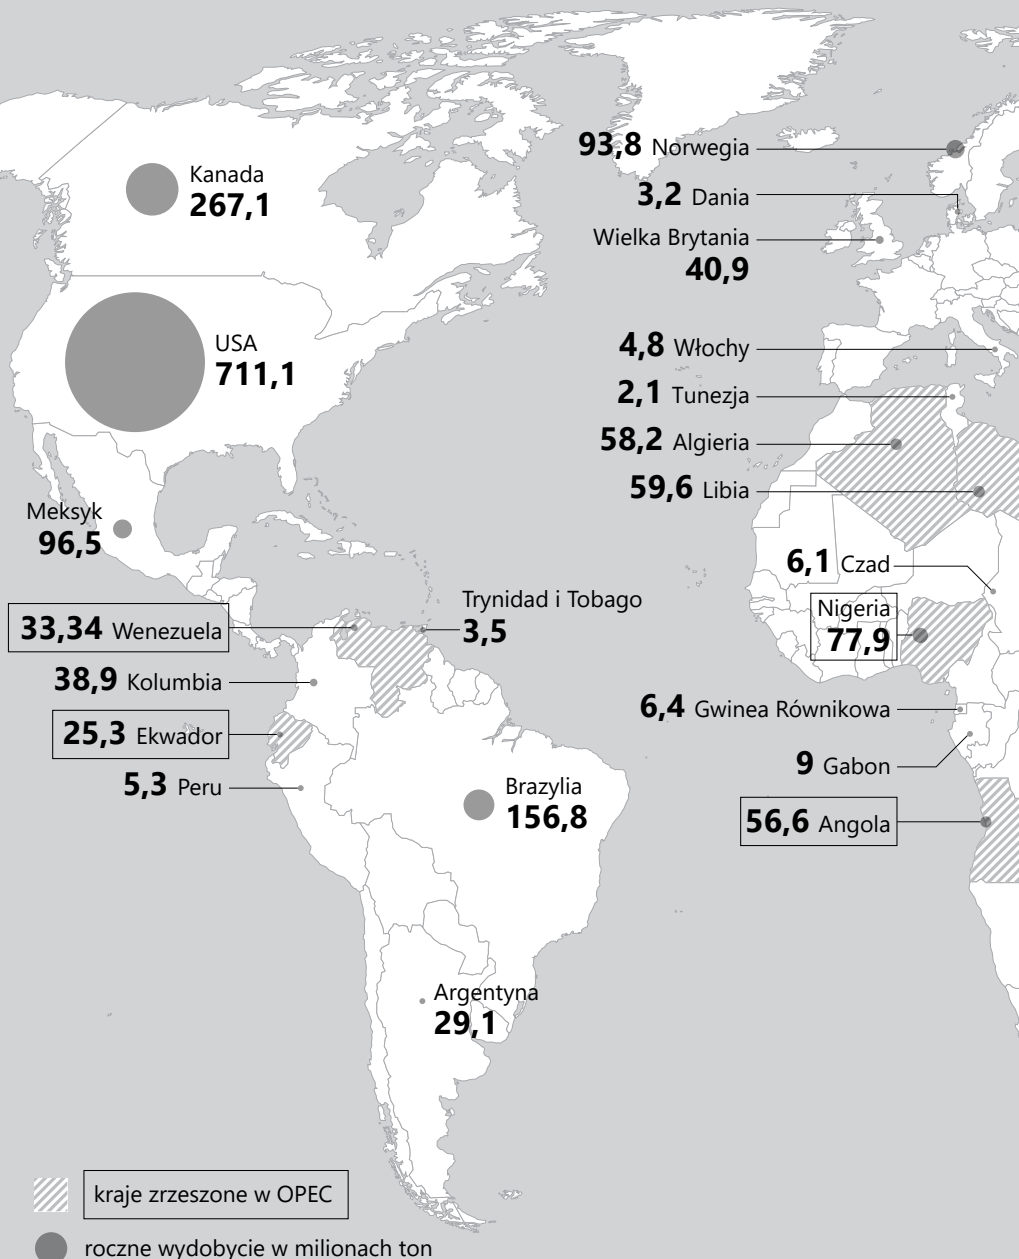 Kanada
267,1
USA
711,1
Meksyk
96,5
33,34 Wenezuela
38,9 Kolumbia
25,3 Ekwador
5,3 Peru
Trynidad i Tobago
3,5
Brazylia
156,8
Argentyna
29,1
93,8 Norwegia
3,2 Dania
Wielka Brytania
40,9
4,8 Włochy
2,1 Tunezja
58,2 Algieria
59,6 Libia
6,1 Czad
Nigeria
77,9
6,4 Gwinea Równikowa
9 Gabon
56,6 Angola
kraje zrzeszone w OPEC
roczne wydobycie w milionach ton